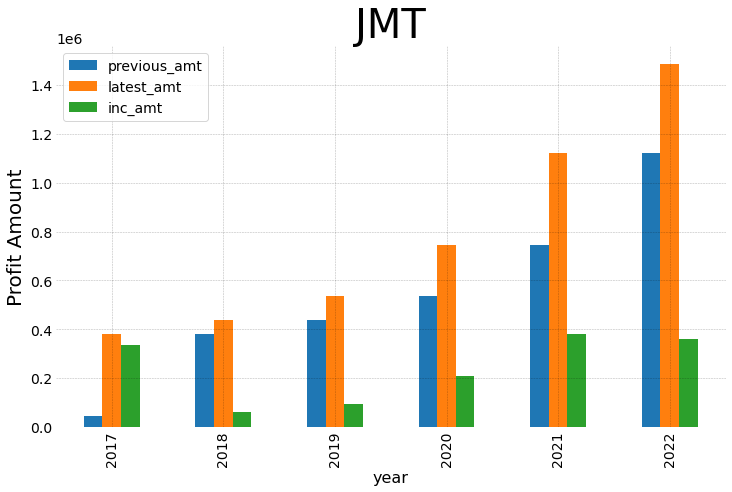 JMT
1e6
previous_amt
latest_amt
inc_amt
Profit Amount
1.4
1.2
1.0
0.8
0.6
0.4
0.2
0.0
2017
2018
2019
2020
2021
2022
year